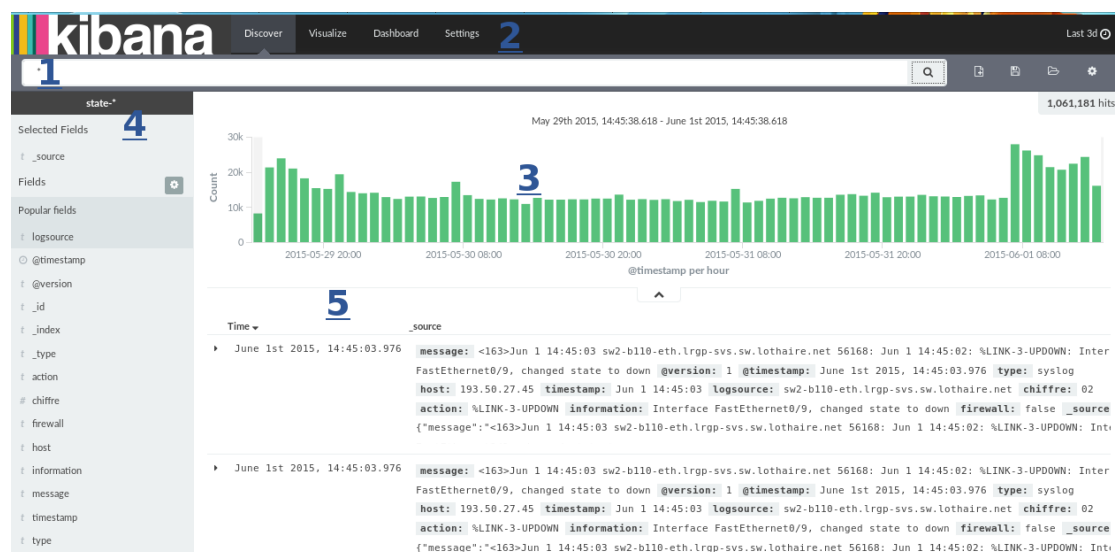 kibana Discover Visualize Dashboard Settings 2 Last 3d
1 *
state-* 1,061,181 hits
4
Selected Fields
t _source
Fields
Popular fields
t logsource
@timestamp
t @version
t _id
t _index
t _type
t action
# chiffre
t firewall
t host
t information
t message
t timestamp
t type
May 29th 2015, 14:45:38.618 - June 1st 2015, 14:45:38.618
Count
30k
20k
10k
0
3
2015-05-29 20:00 2015-05-30 08:00 2015-05-30 20:00 2015-05-31 08:00 2015-05-31 20:00 2015-06-01 08:00
@timestamp per hour
5
Time _source
June 1st 2015, 14:45:03.976 message: <163>Jun 1 14:45:03 sw2-b110-eth.lrgp-svs.sw.lothaire.net 56168: Jun 1 14:45:02: %LINK-3-UPDOWN: Inter
FastEthernet0/9, changed state to down @version: 1 @timestamp: June 1st 2015, 14:45:03.976 type: syslog
host: 193.50.27.45 timestamp: Jun 1 14:45:03 logsource: sw2-b110-eth.lrgp-svs.sw.lothaire.net chiffre: 02
action: %LINK-3-UPDOWN information: Interface FastEthernet0/9, changed state to down firewall: false _source
{"message":"<163>Jun 1 14:45:03 sw2-b110-eth.lrgp-svs.sw.lothaire.net 56168: Jun 1 14:45:02: %LINK-3-UPDOWN: Int
June 1st 2015, 14:45:03.976 message: <163>Jun 1 14:45:03 sw2-b110-eth.lrgp-svs.sw.lothaire.net 56168: Jun 1 14:45:02: %LINK-3-UPDOWN: Inter
FastEthernet0/9, changed state to down @version: 1 @timestamp: June 1st 2015, 14:45:03.976 type: syslog
host: 193.50.27.45 timestamp: Jun 1 14:45:03 logsource: sw2-b110-eth.lrgp-svs.sw.lothaire.net chiffre: 02
action: %LINK-3-UPDOWN information: Interface FastEthernet0/9, changed state to down firewall: false _source
{"message":"<163>Jun 1 14:45:03 sw2-b110-eth.lrgp-svs.sw.lothaire.net 56168: Jun 1 14:45:02: %LINK-3-UPDOWN: Int